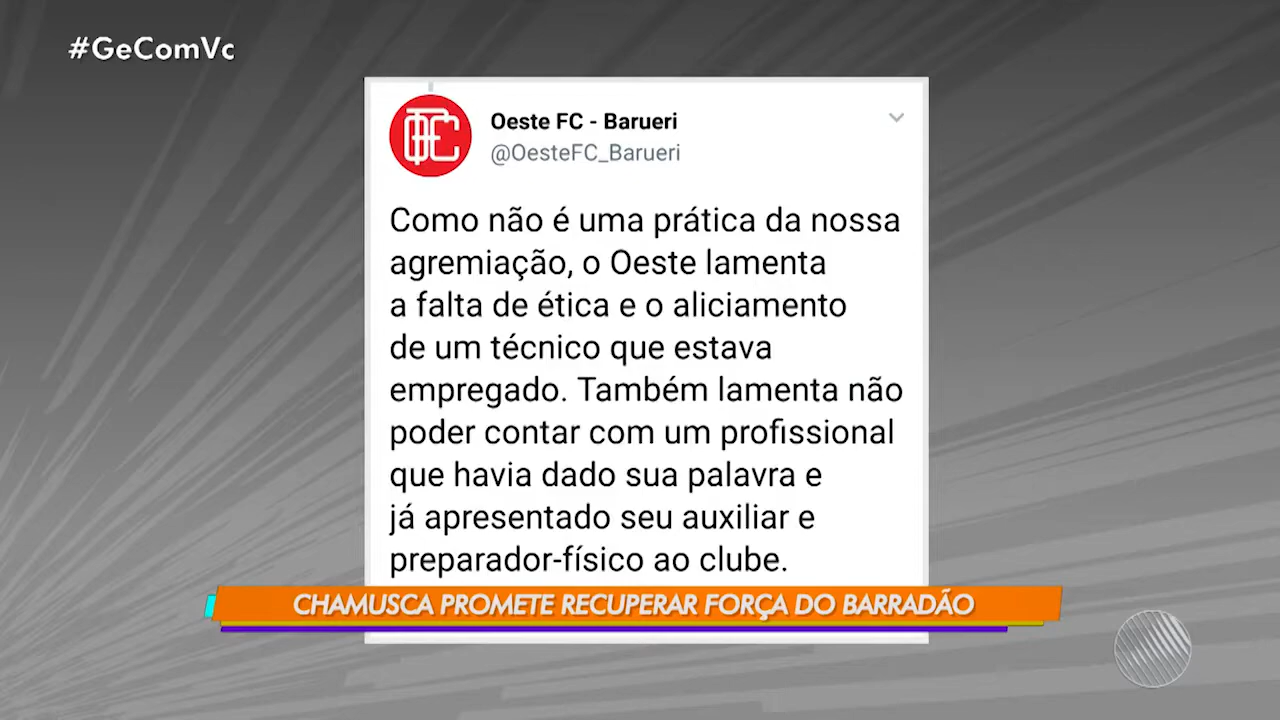 #GeComVc
Oeste FC - Barueri
@OesteFC_Barueri
Como não é uma prática da nossa
agremiação, o Oeste lamenta
a falta de ética e o aliciamento
de um técnico que estava
empregado. Também lamenta não
poder contar com um profissional
que havia dado sua palavra e
já apresentado seu auxiliar e
preparador-físico ao clube.
CHAMUSCA PROMETE RECUPERAR FORÇA DO BARRADÃO